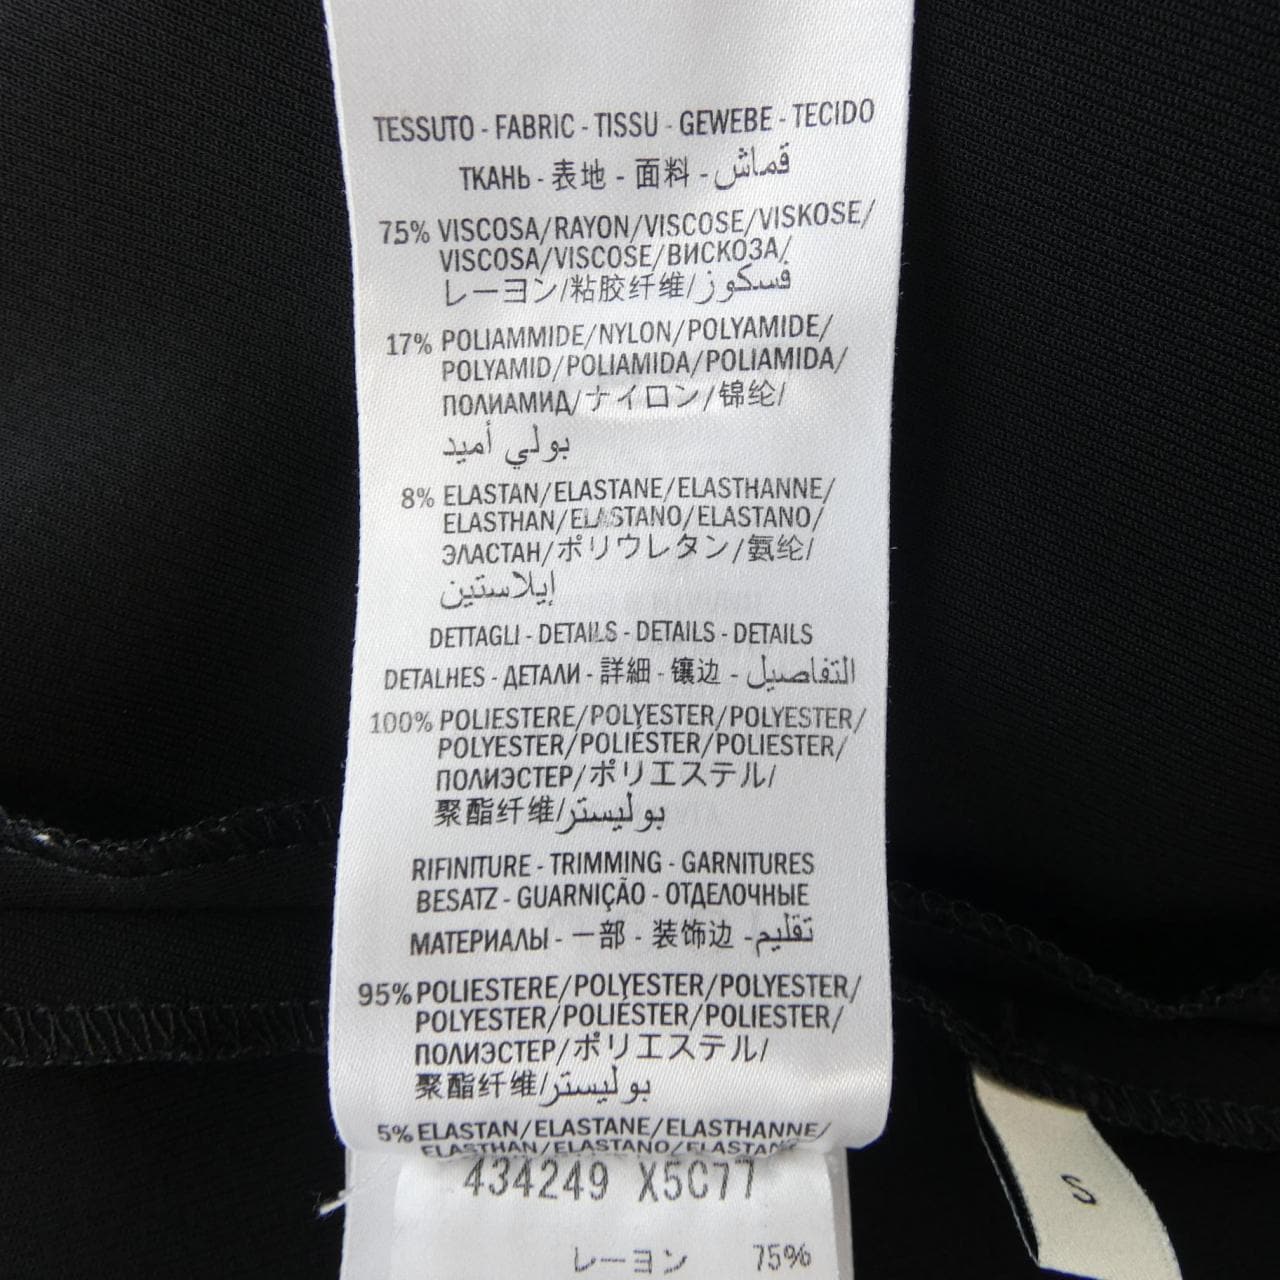 TESSUTO - FABRIC - TISSU - GEWEBE - TECIDO
ТКАНЬ - 表地 - 面料 - قماش
75% VISCOSA/RAYON/VISCOSE/VISKOSE/
VISCOSA/VISCOSE/ВИСКОЗА/
レーヨン/粘胶纤维/فسكوز
17% POLIAMMIDE/NYLON/POLYAMIDE/
POLYAMID/POLIAMIDA/POLIAMIDA/
ПОЛИАМИД/ナイロン/锦纶/
بولي أميد
8% ELASTAN/ELASTANE/ELASTHANNE/
ELASTHAN/ELASTANO/ELASTANO/
ЭЛАСТАН/ポリウレタン/氨纶/
إيلاستين
DETTAGLI - DETAILS - DETAILS - DETAILS
DETALHES - ДЕТАЛИ - 詳細 - 镶边 - التفاصيل
100% POLIESTERE/POLYESTER/POLYESTER/
POLYESTER/POLIÉSTER/POLIESTER/
ПОЛИЭСТЕР/ポリエステル/
聚酯纤维/بوليستر
RIFINITURE - TRIMMING - GARNITURES
BESATZ - GUARNIÇÃO - ОТДЕЛОЧНЫЕ
МАТЕРИАЛЫ - 一部 - 装饰边 - تقليم
95% POLIESTERE/POLYESTER/POLYESTER/
POLYESTER/POLIÉSTER/POLIESTER/
ПОЛИЭСТЕР/ポリエステル/
聚酯纤维/بوليستر
5% ELASTAN/ELASTANE/ELASTHANNE/
ELASTHAN/ELASTANO/ELASTANO/
434249 X5C77
レーヨン 75%
S